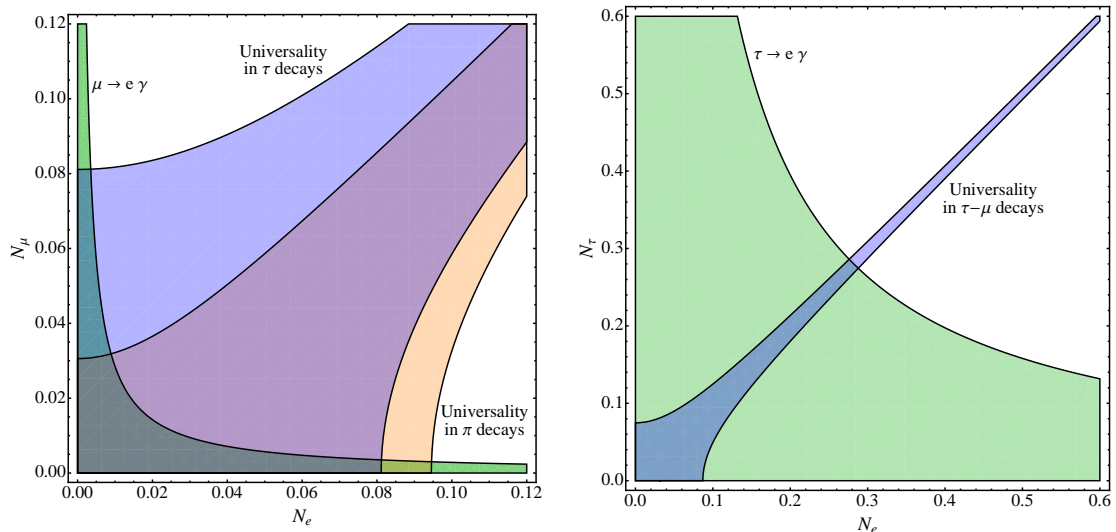 0.12
0.10
0.08
0.06
0.04
0.02
0.00
N_μ
μ → e γ
Universality
in τ decays
Universality
in π decays
0.00 0.02 0.04 0.06 0.08 0.10 0.12
N_e
0.6
0.5
0.4
0.3
0.2
0.1
0.0
N_τ
τ → e γ
Universality
in τ−μ decays
0.0 0.1 0.2 0.3 0.4 0.5 0.6
N_e